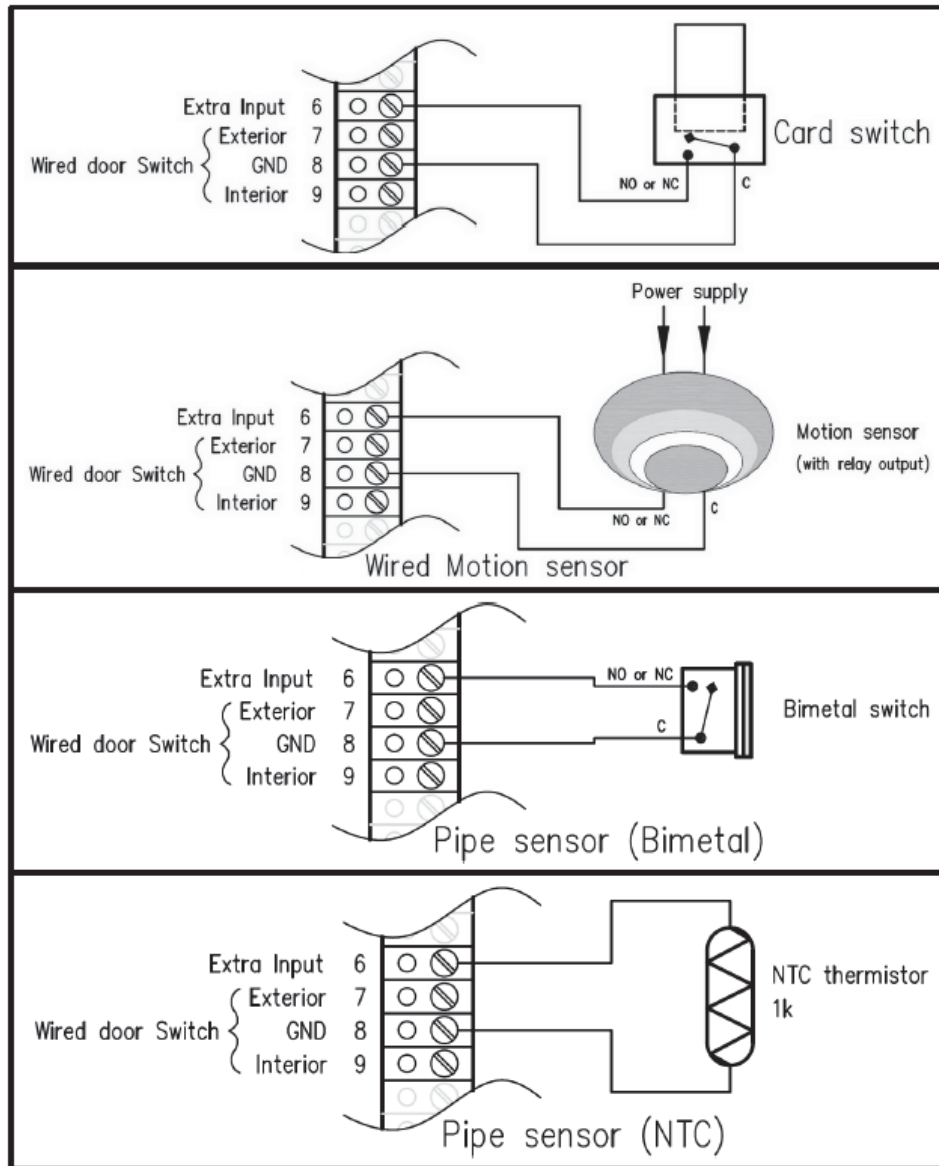 Extra Input 6
Exterior 7
Wired door Switch GND 8
Interior 9
NO or NC
C
Card switch
Power supply
Extra Input 6
Exterior 7
Wired door Switch GND 8
Interior 9
NO or NC
C
Motion sensor
(with relay output)
Wired Motion sensor
Extra Input 6
Exterior 7
Wired door Switch GND 8
Interior 9
NO or NC
C
Bimetal switch
Pipe sensor (Bimetal)
Extra Input 6
Exterior 7
Wired door Switch GND 8
Interior 9
NTC thermistor
1k
Pipe sensor (NTC)